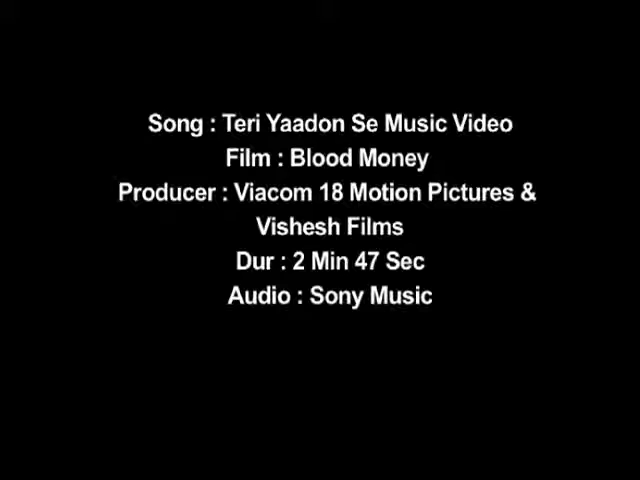 Song : Teri Yaadon Se Music Video
Film : Blood Money
Producer : Viacom 18 Motion Pictures &
Vishesh Films
Dur : 2 Min 47 Sec
Audio : Sony Music